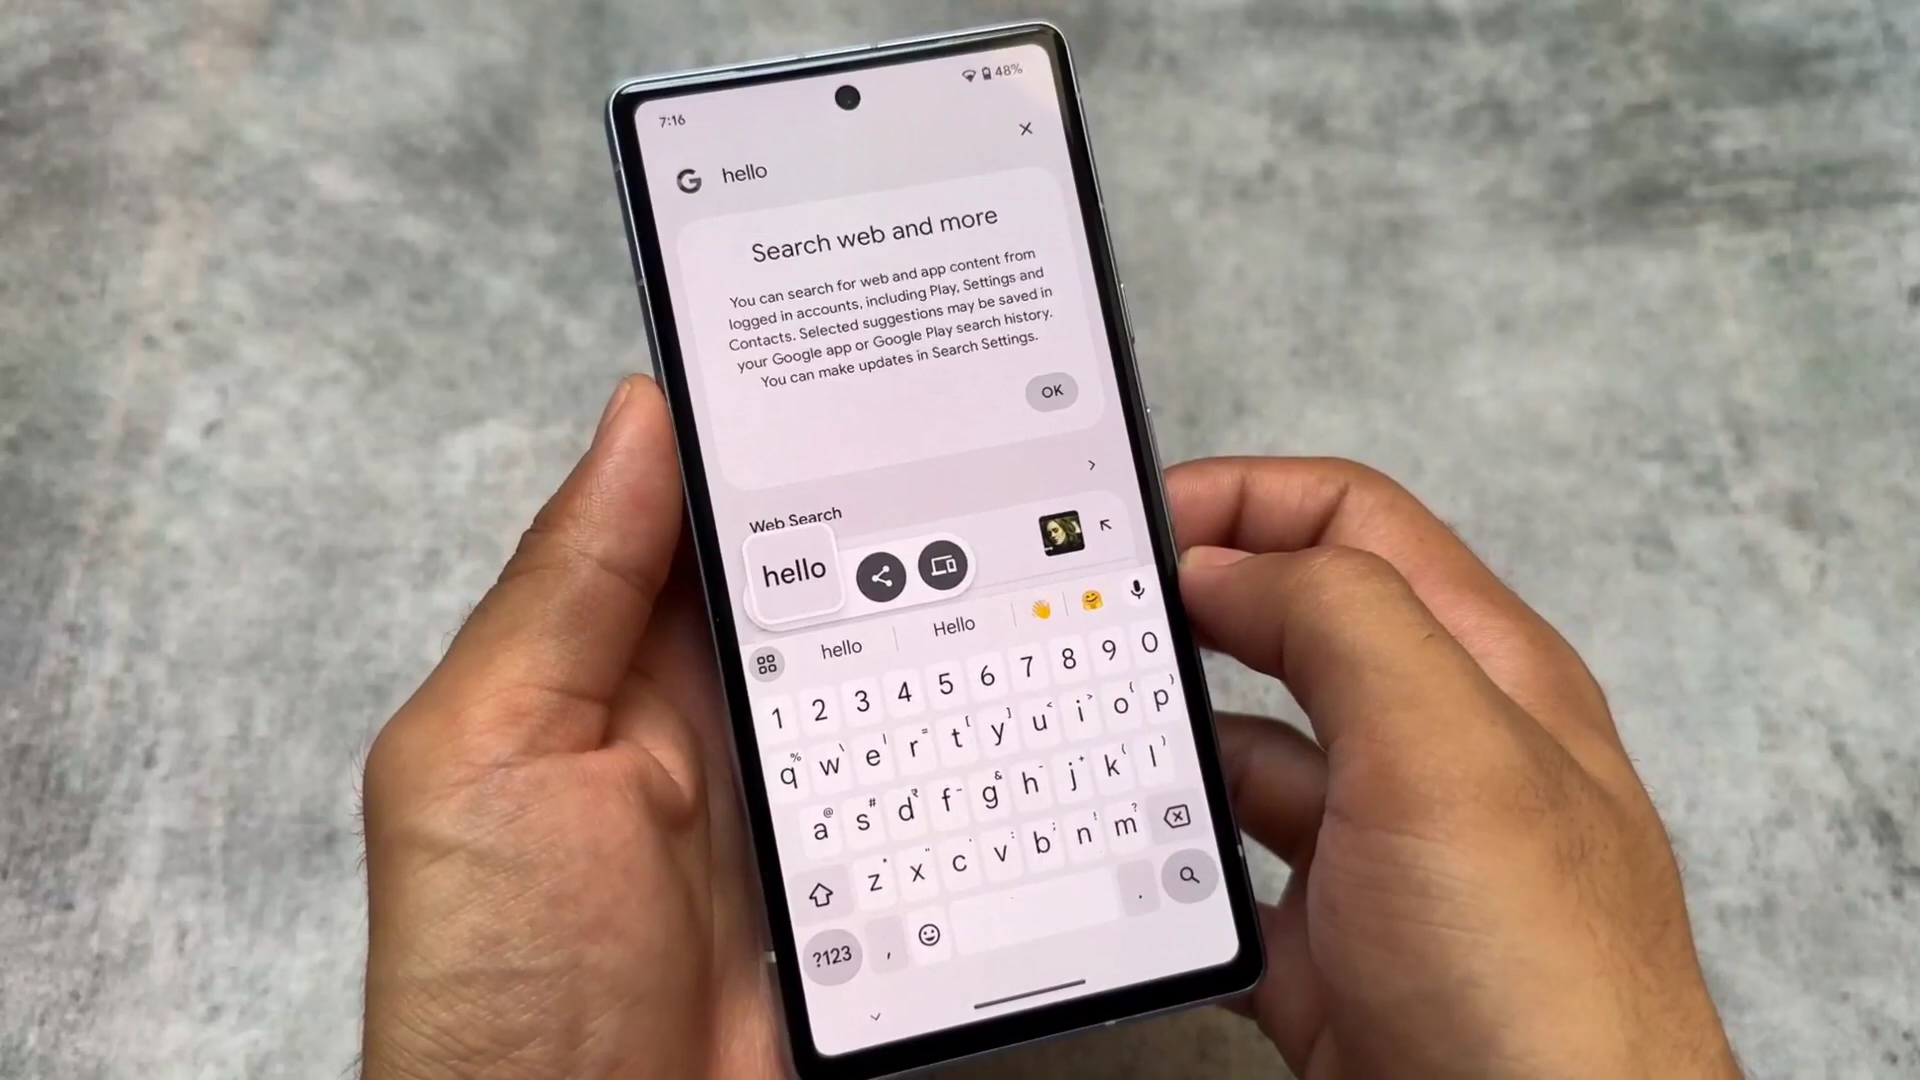 7:16
48%
hello
Search web and more
You can search for web and app content from
logged in accounts, including Play, Settings and
Contacts. Selected suggestions may be saved in
your Google app or Google Play search history.
You can make updates in Search Settings.
OK
Web Search
hello
hello Hello
1 2 3 4 5 6 7 8 9 0
q w e r t y u i o p
a s d f g h j k l
z x c v b n m
?123 , .